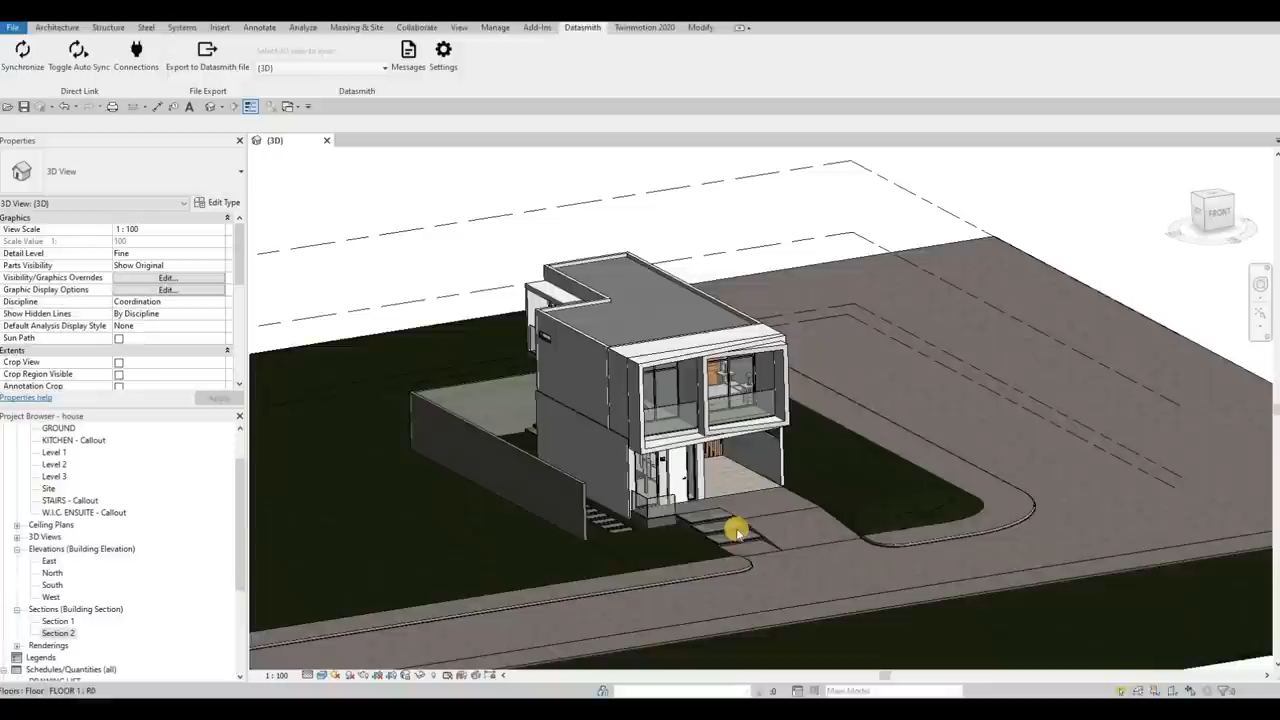 File Architecture Structure Steel Systems Insert Annotate Analyze Massing & Site Collaborate View Manage Add-Ins Datasmith Twinmotion 2020 Modify
Select 3D view to sync:
Synchronize Toggle Auto Sync Connections Export to Datasmith file {3D} Messages Settings
Direct Link File Export Datasmith
Properties
{3D}
3D View
3D View: {3D} Edit Type
Graphics
View Scale 1 : 100
Scale Value 1: 100
Detail Level Fine
Parts Visibility Show Original
Visibility/Graphics Overrides Edit...
Graphic Display Options Edit...
Discipline Coordination
Show Hidden Lines By Discipline
Default Analysis Display Style None
Sun Path
Extents
Crop View
Crop Region Visible
Annotation Crop
Properties help Apply
Project Browser - house
GROUND
KITCHEN - Callout
Level 1
Level 2
Level 3
Site
STAIRS - Callout
W.I.C. ENSUITE - Callout
Ceiling Plans
3D Views
Elevations (Building Elevation)
East
North
South
West
Sections (Building Section)
Section 1
Section 2
Renderings
Legends
Schedules/Quantities (all)
FRONT
1 : 100
Floors : Floor : FLOOR 1 : R0
:0
Main Model